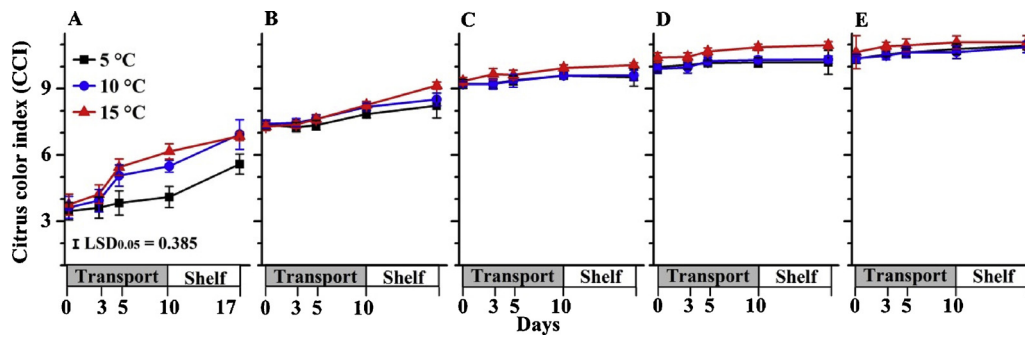 A B C D E
Citrus color index (CCI)
5 °C
10 °C
15 °C
9
6
3
LSD0.05 = 0.385
Transport Shelf Transport Shelf Transport Shelf Transport Shelf Transport Shelf
0 3 5 10 17 0 3 5 10 0 3 5 10 0 3 5 10 0 3 5 10
Days